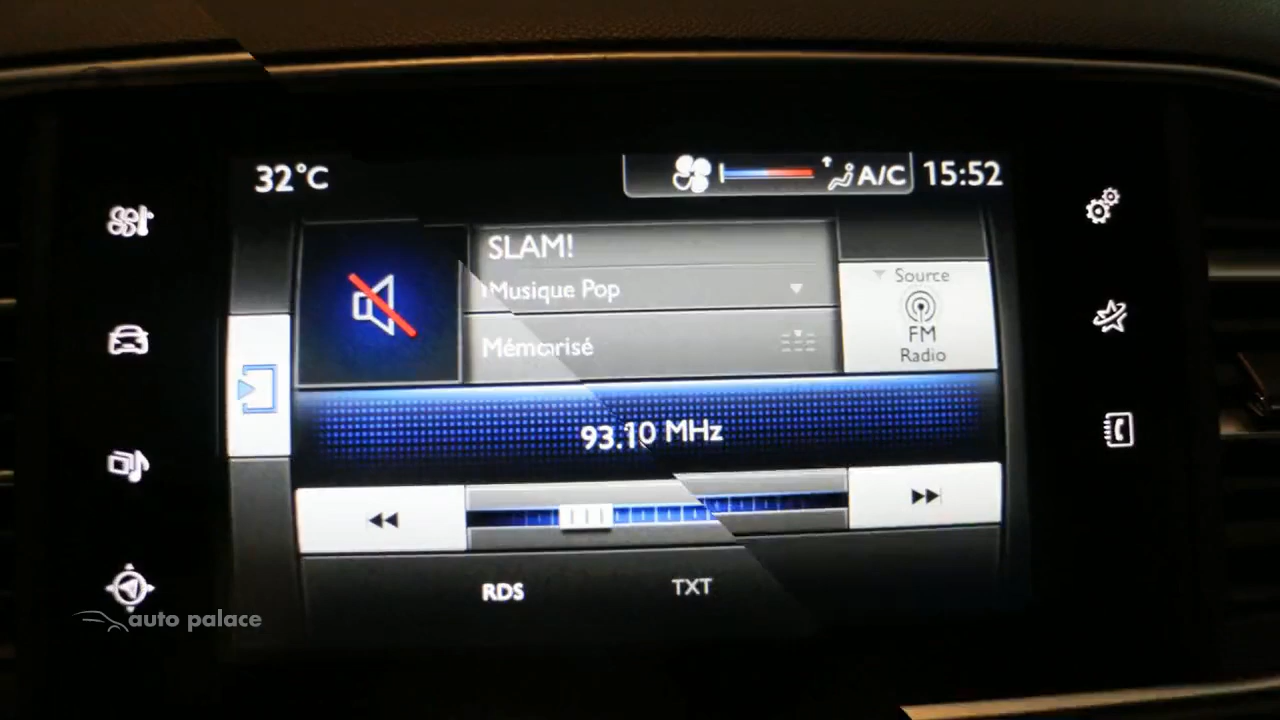 32°C
A/C 15:52
SLAM!
Musique Pop
Mémorisé
Source
FM
Radio
93.10 MHz
RDS TXT
auto palace